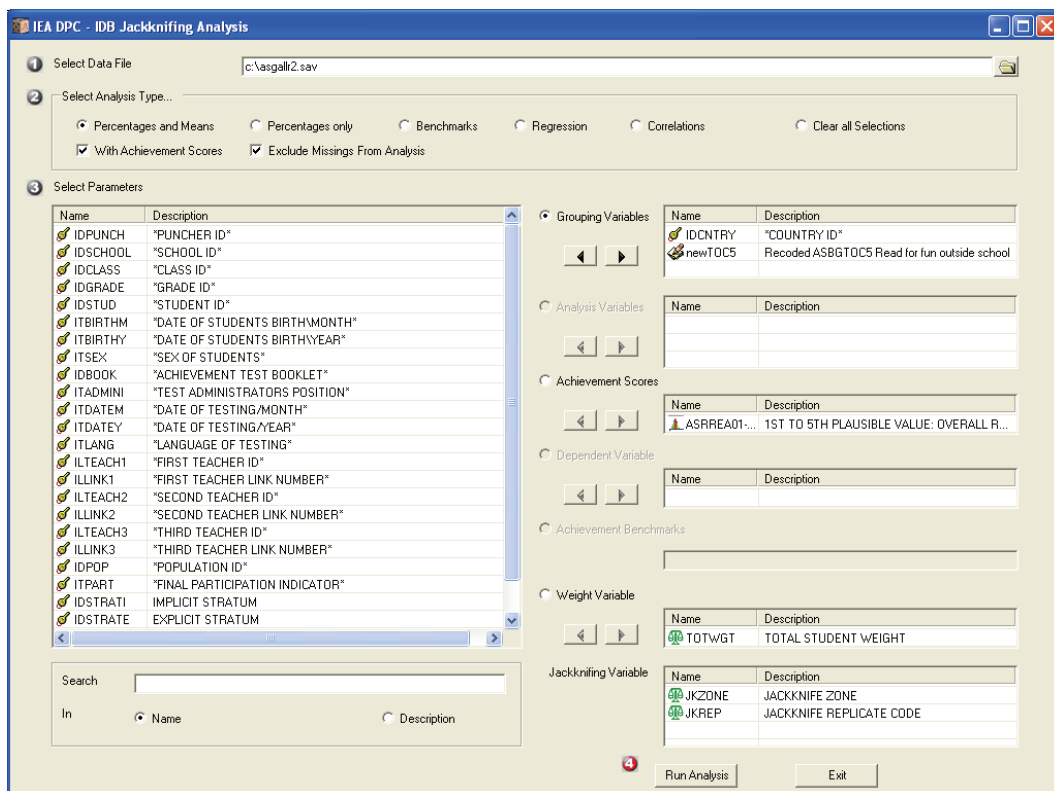 IEA DPC - IDB Jackknifing Analysis
1 Select Data File c:\asgallr2.sav
2 Select Analysis Type...
Percentages and Means Percentages only Benchmarks Regression Correlations Clear all Selections
With Achievement Scores Exclude Missings From Analysis
3 Select Parameters
Name Description
IDPUNCH *PUNCHER ID*
IDSCHOOL *SCHOOL ID*
IDCLASS *CLASS ID*
IDGRADE *GRADE ID*
IDSTUD *STUDENT ID*
ITBIRTHM *DATE OF STUDENTS BIRTH\MONTH*
ITBIRTHY *DATE OF STUDENTS BIRTH\YEAR*
ITSEX *SEX OF STUDENTS*
IDBOOK *ACHIEVEMENT TEST BOOKLET*
ITADMINI *TEST ADMINISTRATORS POSITION*
ITDATEM *DATE OF TESTING/MONTH*
ITDATEY *DATE OF TESTING/YEAR*
ITLANG *LANGUAGE OF TESTING*
ILTEACH1 *FIRST TEACHER ID*
ILLINK1 *FIRST TEACHER LINK NUMBER*
ILTEACH2 *SECOND TEACHER ID*
ILLINK2 *SECOND TEACHER LINK NUMBER*
ILTEACH3 *THIRD TEACHER ID*
ILLINK3 *THIRD TEACHER LINK NUMBER*
IDPOP *POPULATION ID*
ITPART *FINAL PARTICIPATION INDICATOR*
IDSTRATI IMPLICIT STRATUM
IDSTRATE EXPLICIT STRATUM
Search
In Name Description
Grouping Variables
Name Description
IDCNTRY *COUNTRY ID*
newTOC5 Recoded ASBGTOC5 Read for fun outside school
Analysis Variables
Name Description
Achievement Scores
Name Description
ASRREA01-... 1ST TO 5TH PLAUSIBLE VALUE: OVERALL R...
Dependent Variable
Name Description
Achievement Benchmarks
Weight Variable
Name Description
TOTWGT TOTAL STUDENT WEIGHT
Jackknifing Variable
Name Description
JKZONE JACKKNIFE ZONE
JKREP JACKKNIFE REPLICATE CODE
4 Run Analysis Exit